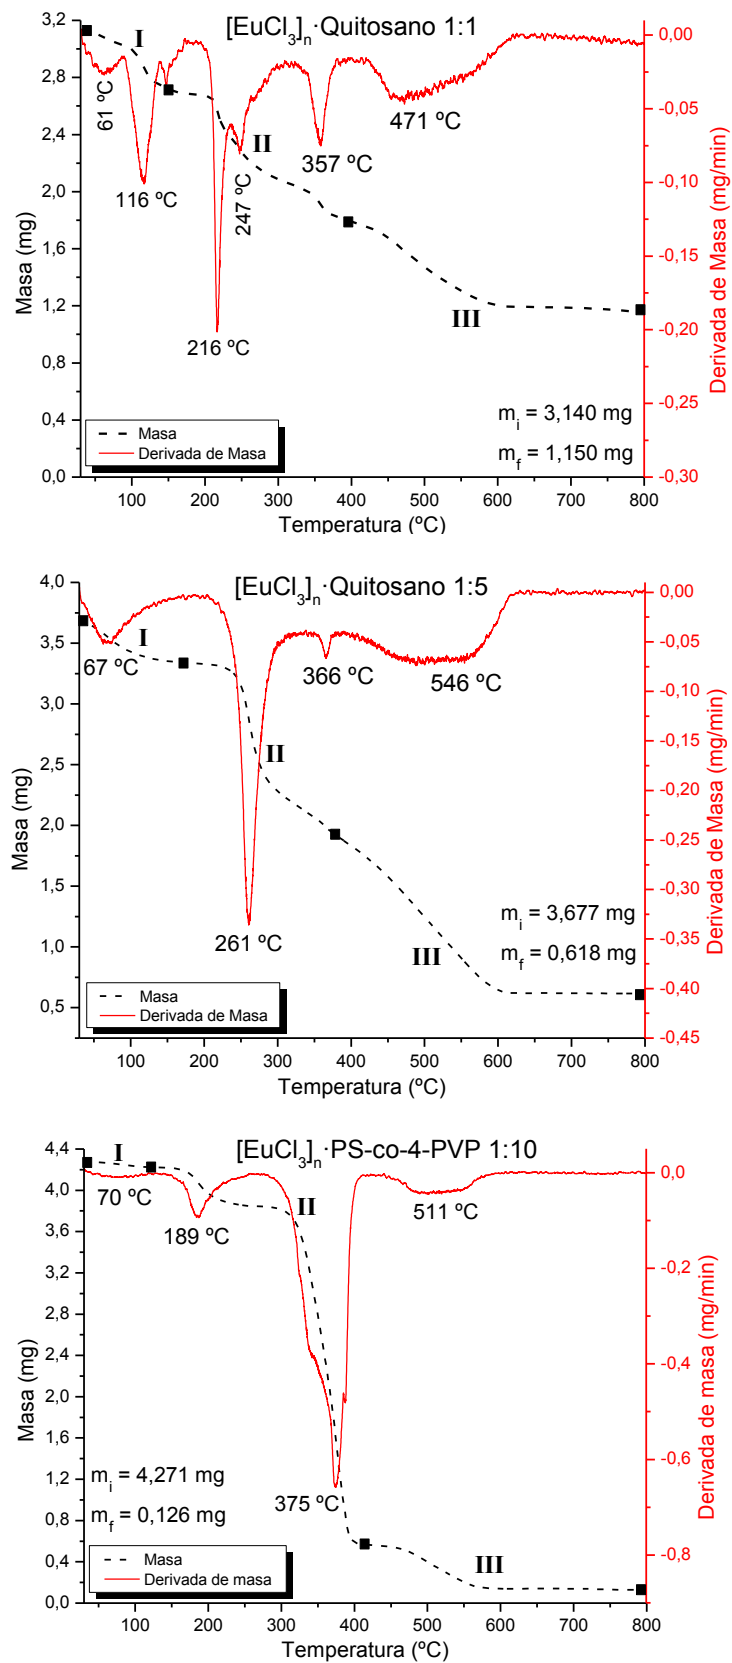 [EuCl3]n·Quitosano 1:1
3,2
2,8
2,4
2,0
1,6
1,2
0,8
0,4
0,0
Masa (mg)
0,00
-0,05
-0,10
-0,15
-0,20
-0,25
-0,30
Derivada de Masa (mg/min)
I
II
III
61 ºC
116 ºC
216 ºC
247 ºC
357 ºC
471 ºC
mi = 3,140 mg
mf = 1,150 mg
Masa
Derivada de Masa
100 200 300 400 500 600 700 800
Temperatura (ºC)
[EuCl3]n·Quitosano 1:5
4,0
3,5
3,0
2,5
2,0
1,5
1,0
0,5
Masa (mg)
0,00
-0,05
-0,10
-0,15
-0,20
-0,25
-0,30
-0,35
-0,40
-0,45
Derivada de Masa (mg/min)
I
II
III
67 ºC
261 ºC
366 ºC
546 ºC
mi = 3,677 mg
mf = 0,618 mg
Masa
Derivada de Masa
100 200 300 400 500 600 700 800
Temperatura (ºC)
[EuCl3]n·PS-co-4-PVP 1:10
4,4
4,0
3,6
3,2
2,8
2,4
2,0
1,6
1,2
0,8
0,4
0,0
Masa (mg)
0,0
-0,2
-0,4
-0,6
-0,8
Derivada de masa (mg/min)
I
II
III
70 ºC
189 ºC
375 ºC
511 ºC
mi = 4,271 mg
mf = 0,126 mg
Masa
Derivada de masa
100 200 300 400 500 600 700 800
Temperatura (ºC)